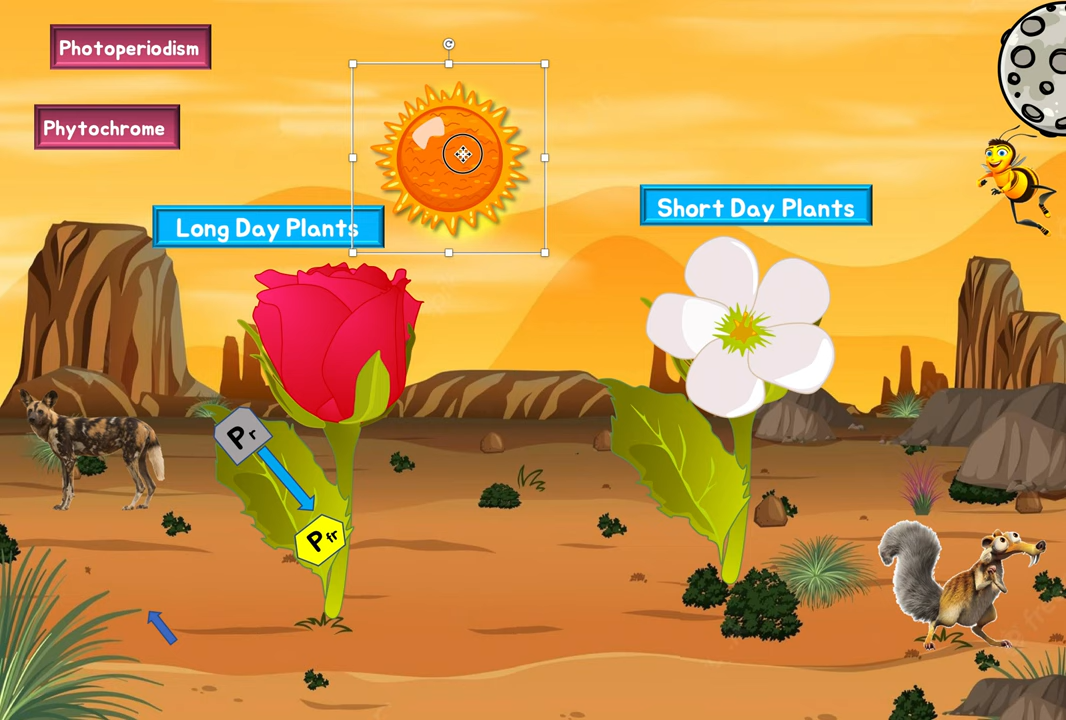 Photoperiodism
Phytochrome
Long Day Plants
Short Day Plants
Pr
Pfr